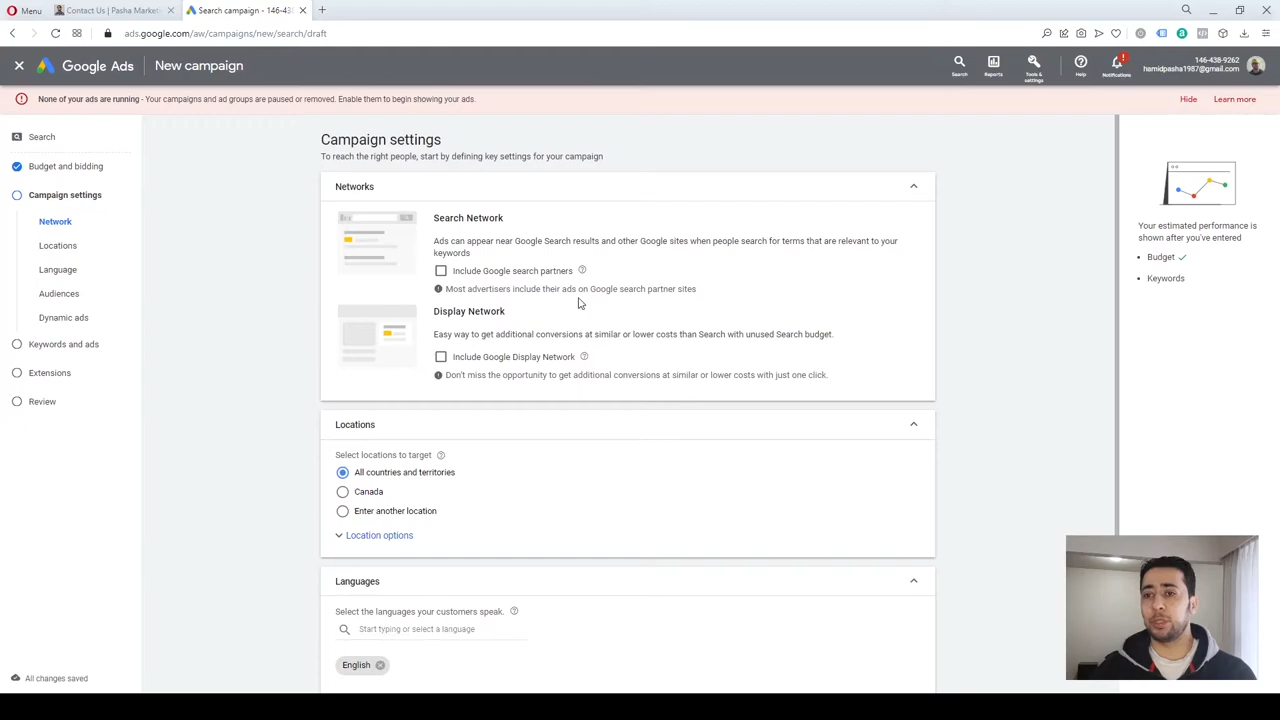 Menu
Contact Us | Pasha Market
Search campaign - 146-43
ads.google.com/aw/campaigns/new/search/draft
Google Ads
New campaign
Search
Reports
Tools & settings
Help
Notifications
146-438-9262
hamidpasha1987@gmail.com
None of your ads are running - Your campaigns and ad groups are paused or removed. Enable them to begin showing your ads.
Hide
Learn more
Search
Budget and bidding
Campaign settings
Network
Locations
Language
Audiences
Dynamic ads
Keywords and ads
Extensions
Review
All changes saved
Campaign settings
To reach the right people, start by defining key settings for your campaign
Networks
Search Network
Ads can appear near Google Search results and other Google sites when people search for terms that are relevant to your
keywords
Include Google search partners
Most advertisers include their ads on Google search partner sites
Display Network
Easy way to get additional conversions at similar or lower costs than Search with unused Search budget.
Include Google Display Network
Don't miss the opportunity to get additional conversions at similar or lower costs with just one click.
Locations
Select locations to target
All countries and territories
Canada
Enter another location
Location options
Languages
Select the languages your customers speak.
Start typing or select a language
English
Your estimated performance is
shown after you've entered
Budget
Keywords